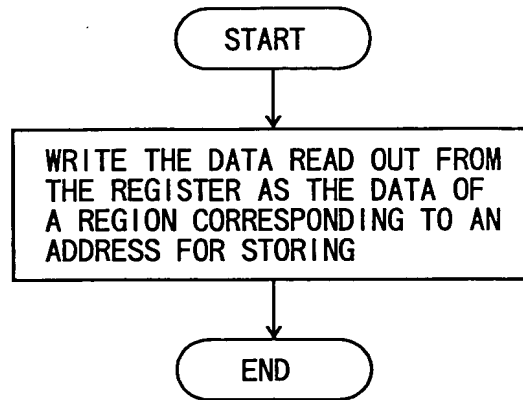 START
WRITE THE DATA READ OUT FROM
THE REGISTER AS THE DATA OF
A REGION CORRESPONDING TO AN
ADDRESS FOR STORING
END